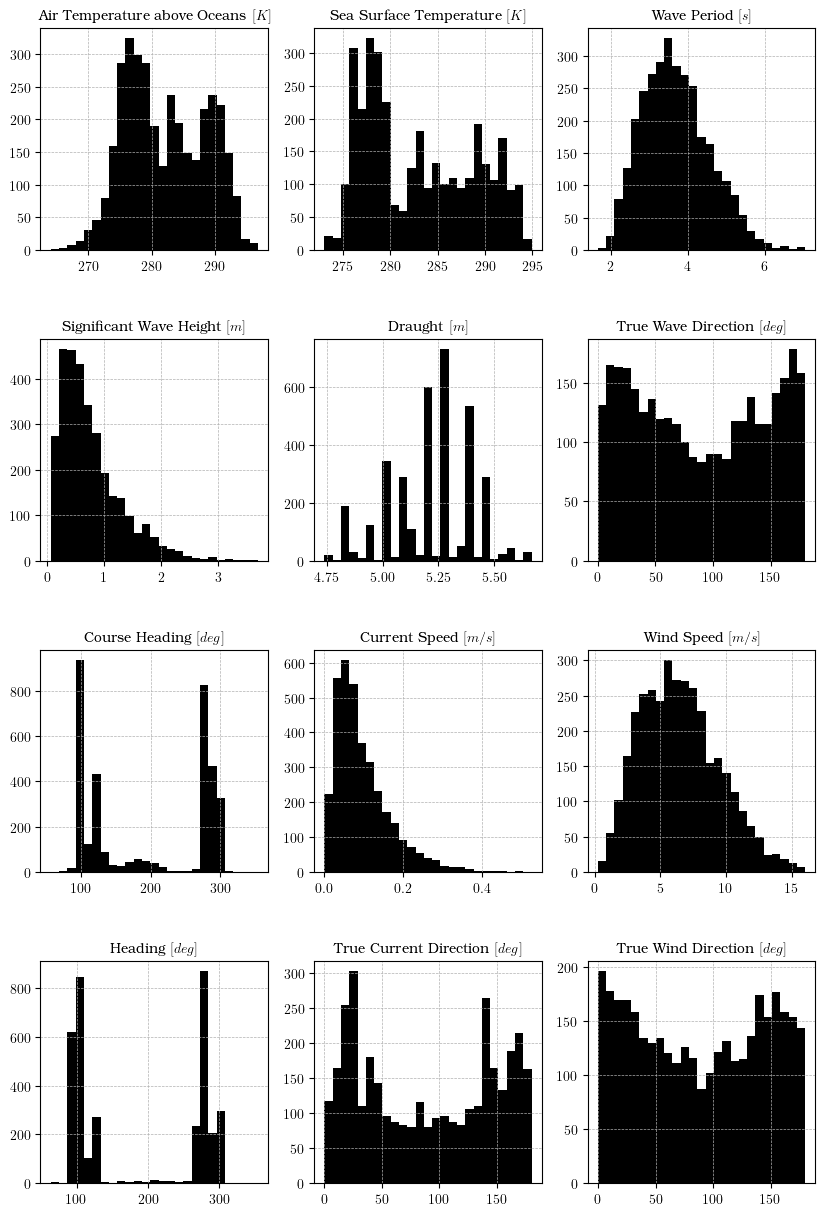 Air Temperature above Oceans [K]
300
250
200
150
100
50
0
270 280 290
Sea Surface Temperature [K]
300
250
200
150
100
50
0
275 280 285 290 295
Wave Period [s]
300
250
200
150
100
50
0
2 4 6
Significant Wave Height [m]
400
300
200
100
0
0 1 2 3
Draught [m]
600
400
200
0
4.75 5.00 5.25 5.50
True Wave Direction [deg]
150
100
50
0
0 50 100 150
Course Heading [deg]
800
600
400
200
0
100 200 300
Current Speed [m/s]
600
500
400
300
200
100
0
0.0 0.2 0.4
Wind Speed [m/s]
300
250
200
150
100
50
0
0 5 10 15
Heading [deg]
800
600
400
200
0
100 200 300
True Current Direction [deg]
300
250
200
150
100
50
0
0 50 100 150
True Wind Direction [deg]
200
150
100
50
0
0 50 100 150